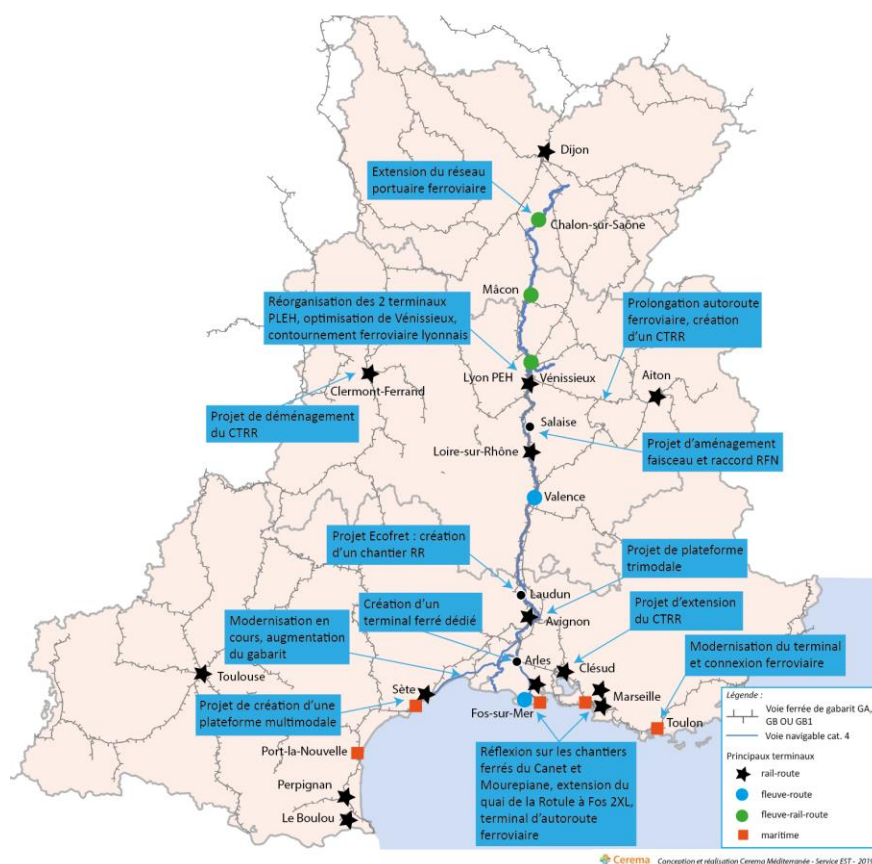 Dijon
Extension du réseau
portuaire ferroviaire
Chalon-sur-Saône
Mâcon
Réorganisation des 2 terminaux
PLEH, optimisation de Vénissieux,
contournement ferroviaire lyonnais
Prolongation autoroute
ferroviaire, création
d'un CTRR
Lyon PEH
Vénissieux
Aiton
Clermont-Ferrand
Projet de déménagement
du CTRR
Salaise
Projet d'aménagement
faisceau et raccord RFN
Loire-sur-Rhône
Valence
Projet Ecofret : création
d'un chantier RR
Projet de plateforme
trimodale
Laudun
Avignon
Création d'un
terminal ferré dédié
Projet d'extension
du CTRR
Modernisation en
cours, augmentation
du gabarit
Modernisation du terminal
et connexion ferroviaire
Arles
Clésud
Toulouse
Projet de création d'une
plateforme multimodale
Sète
Marseille
Fos-sur-Mer
Toulon
Port-la-Nouvelle
Réflexion sur les chantiers
ferrés du Canet et
Mourepiane, extension du
quai de la Rotule à Fos 2XL,
terminal d'autoroute
ferroviaire
Perpignan
Le Boulou
Légende :
Voie ferrée de gabarit GA,
GB OU GB1
Voie navigable cat. 4
Principaux terminaux
rail-route
fleuve-route
fleuve-rail-route
maritime
Cerema Conception et réalisation Cerema Méditerranée - Service EST - 2019